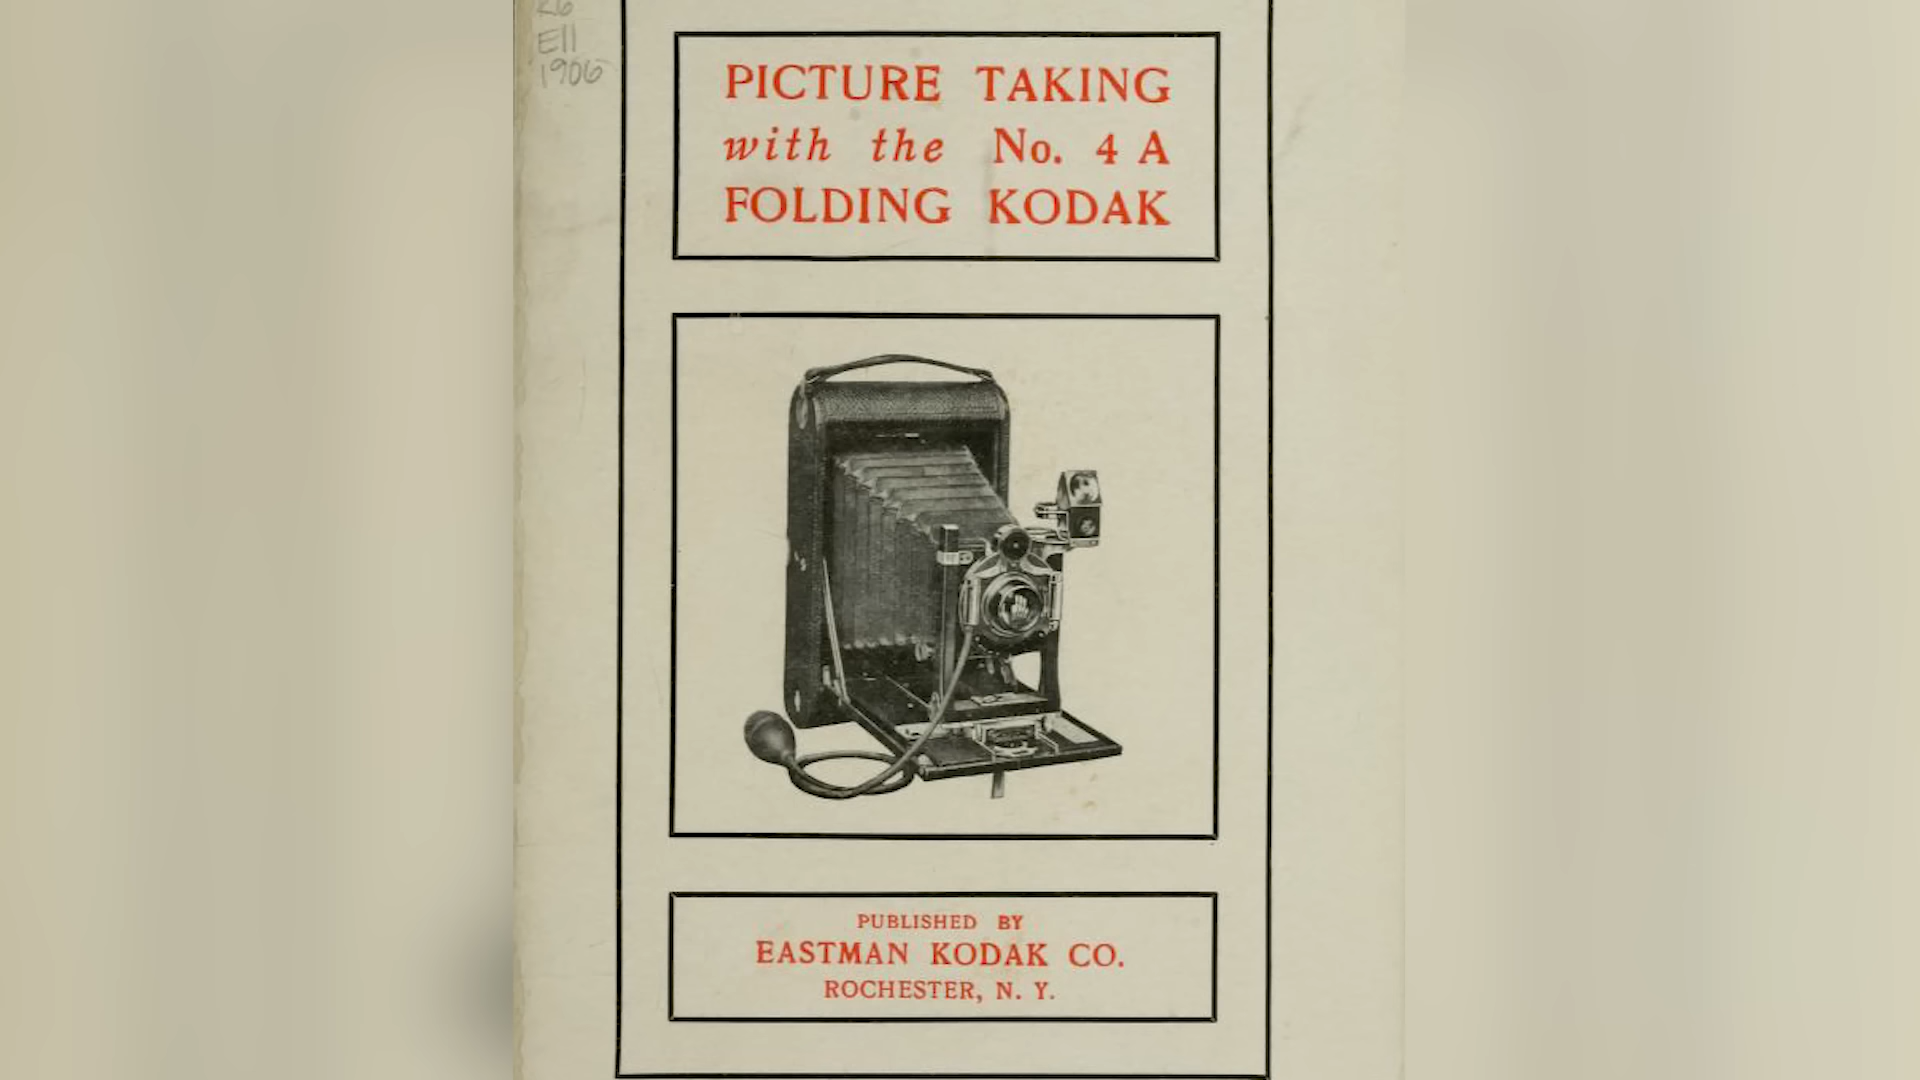 E11
1906
PICTURE TAKING
with the No. 4 A
FOLDING KODAK
PUBLISHED BY
EASTMAN KODAK CO.
ROCHESTER, N. Y.